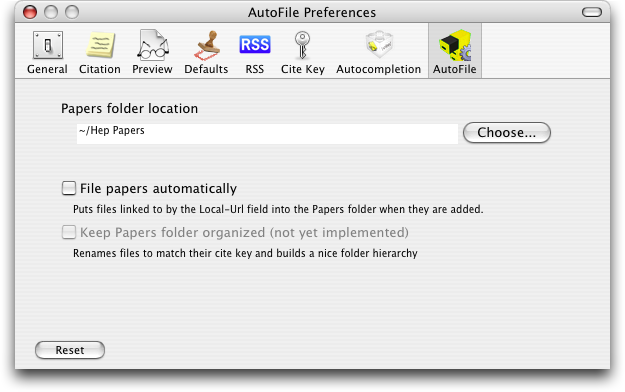 AutoFile Preferences
General Citation Preview Defaults RSS Cite Key Autocompletion AutoFile
RSS
Papers folder location
~/Hep Papers
Choose...
File papers automatically
Puts files linked to by the Local-Url field into the Papers folder when they are added.
Keep Papers folder organized (not yet implemented)
Renames files to match their cite key and builds a nice folder hierarchy
Reset